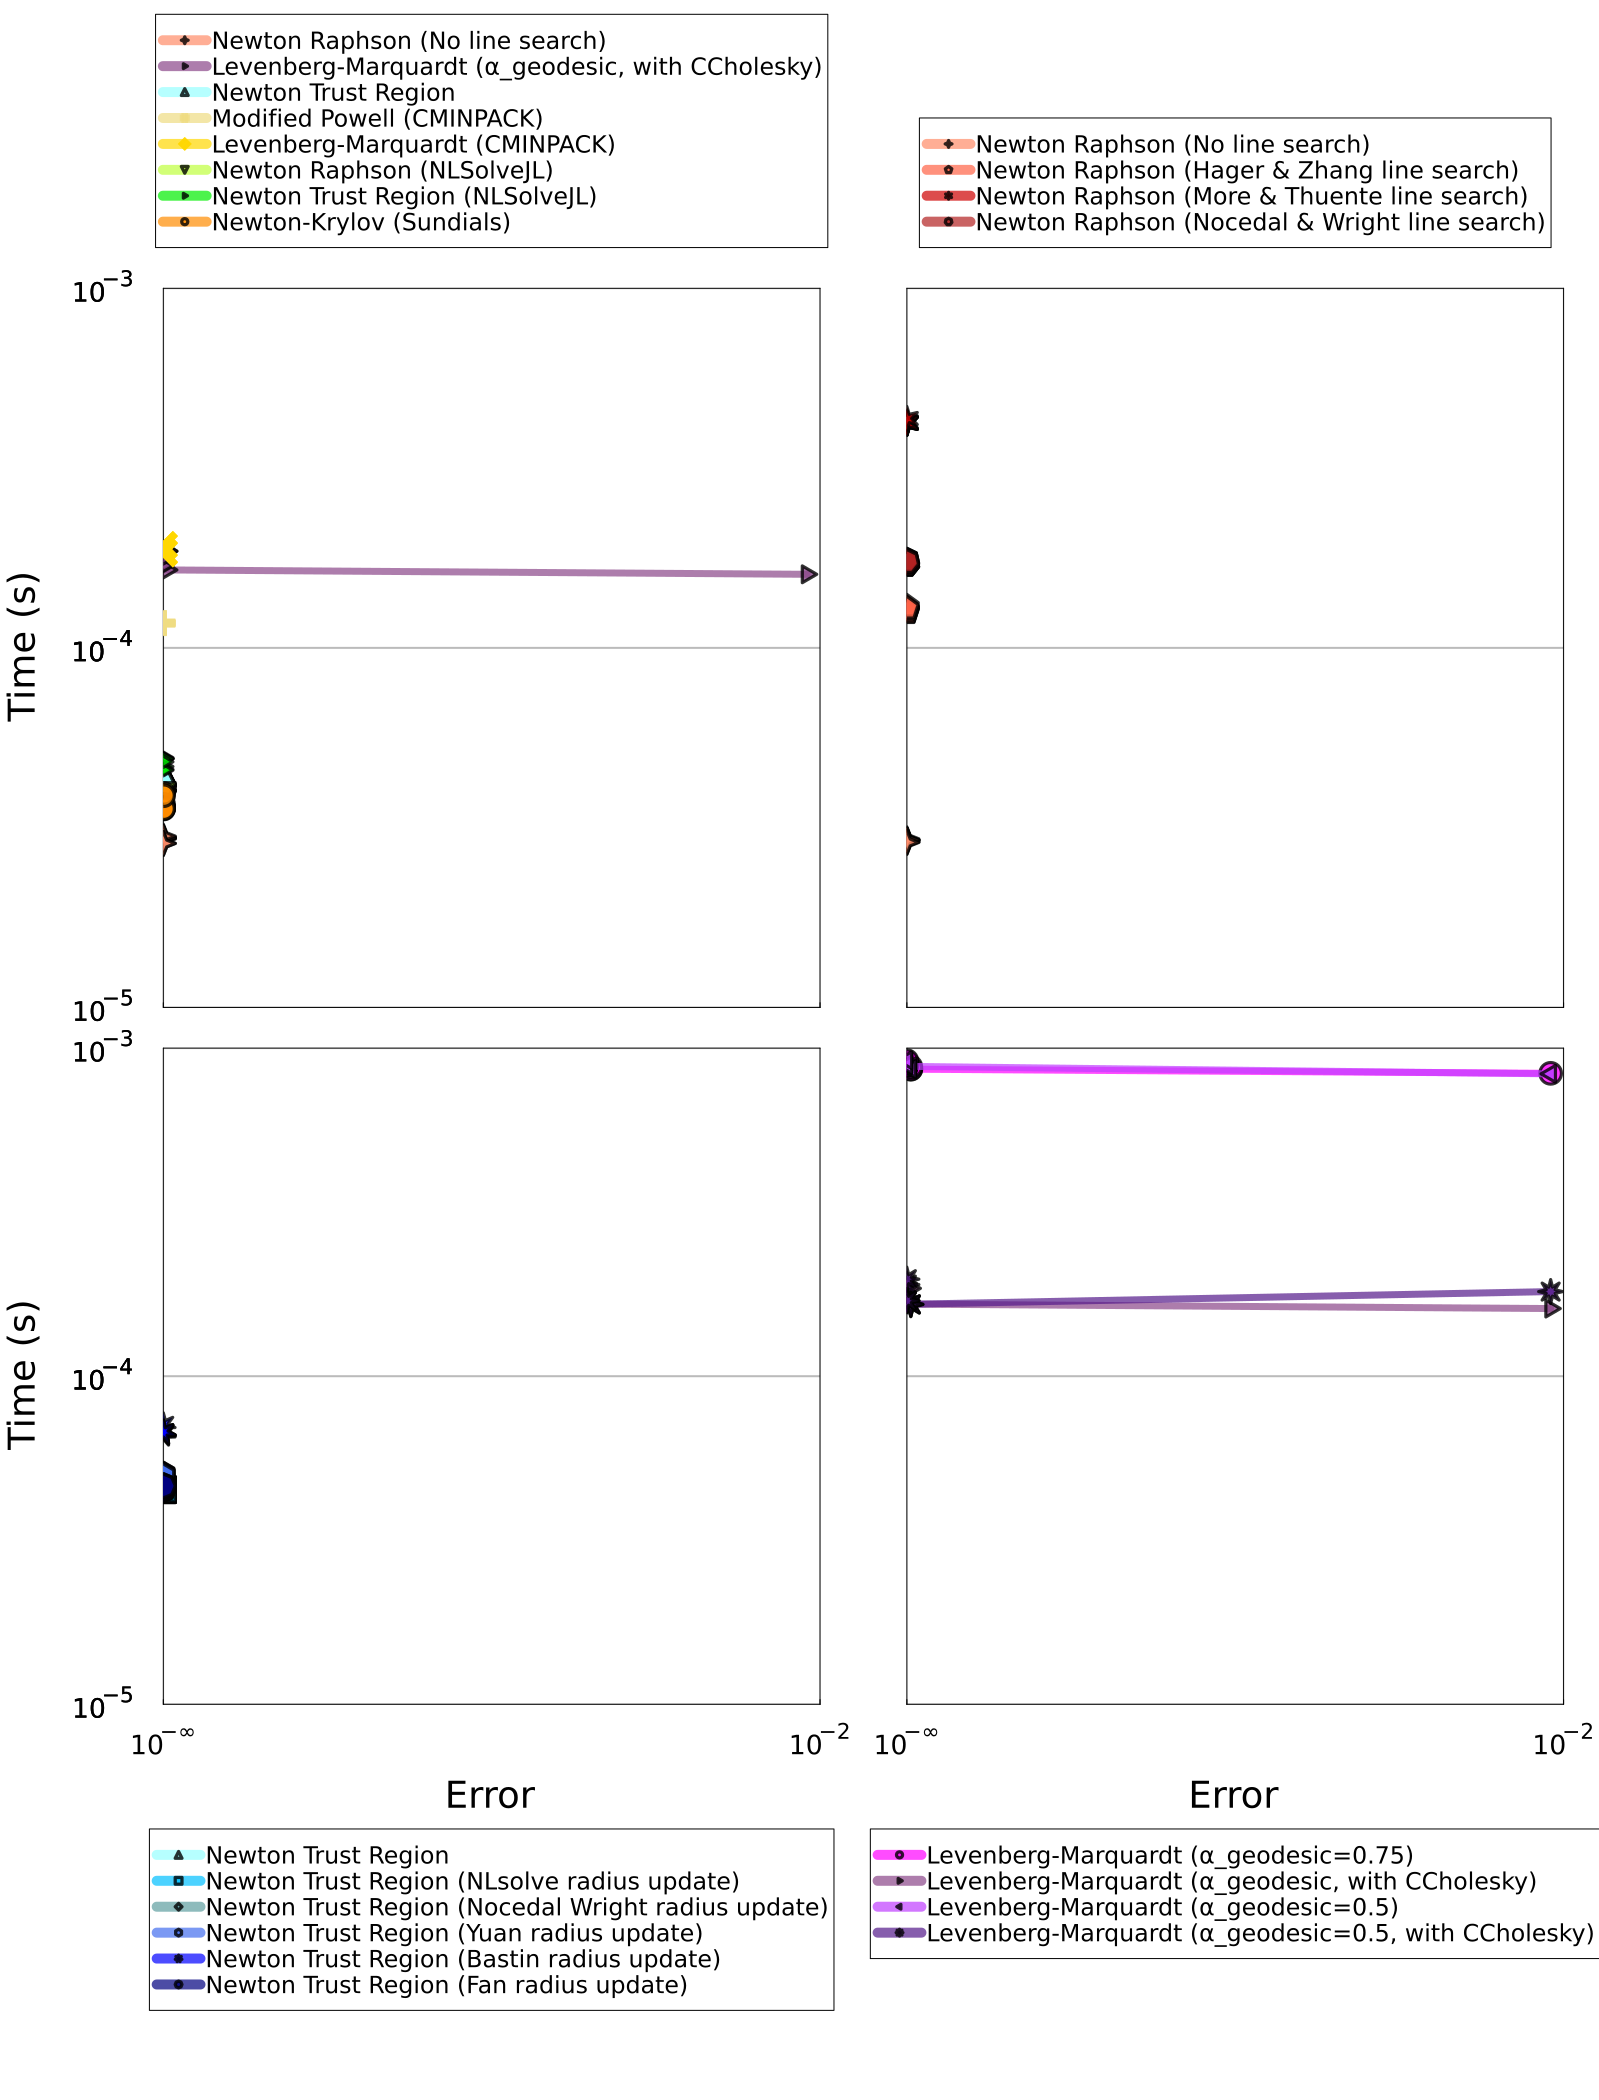 Newton Raphson (No line search)
Levenberg-Marquardt (α_geodesic, with CCholesky)
Newton Trust Region
Modified Powell (CMINPACK)
Levenberg-Marquardt (CMINPACK)
Newton Raphson (NLSolveJL)
Newton Trust Region (NLSolveJL)
Newton-Krylov (Sundials)
Newton Raphson (No line search)
Newton Raphson (Hager & Zhang line search)
Newton Raphson (More & Thuente line search)
Newton Raphson (Nocedal & Wright line search)
10⁻³
10⁻⁴
10⁻⁵
Time (s)
10⁻³
10⁻⁴
10⁻⁵
Time (s)
10^−∞
10⁻²
10^−∞
10⁻²
Error
Error
Newton Trust Region
Newton Trust Region (NLsolve radius update)
Newton Trust Region (Nocedal Wright radius update)
Newton Trust Region (Yuan radius update)
Newton Trust Region (Bastin radius update)
Newton Trust Region (Fan radius update)
Levenberg-Marquardt (α_geodesic=0.75)
Levenberg-Marquardt (α_geodesic, with CCholesky)
Levenberg-Marquardt (α_geodesic=0.5)
Levenberg-Marquardt (α_geodesic=0.5, with CCholesky)